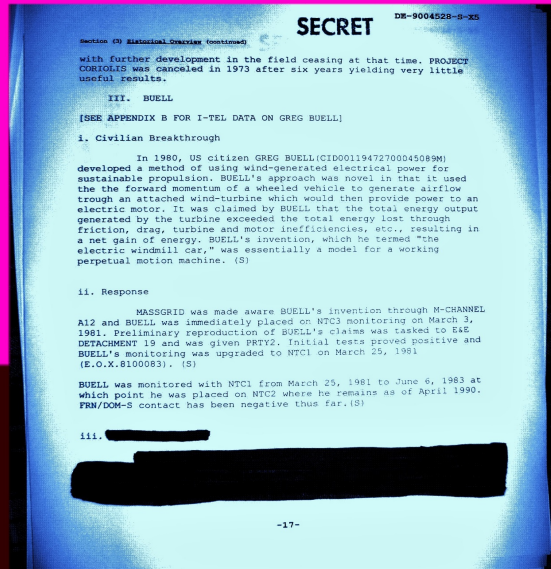 SECRET
DE-9004528-S-X5
Section (3) Historical Overview (continued)
with further development in the field ceasing at that time. PROJECT
CORIOLIS was canceled in 1973 after six years yielding very little
useful results.
III. BUELL
[SEE APPENDIX B FOR I-TEL DATA ON GREG BUELL]
i. Civilian Breakthrough
In 1980, US citizen GREG BUELL(CID00119472700045089M)
developed a method of using wind-generated electrical power for
sustainable propulsion. BUELL's approach was novel in that it used
the the forward momentum of a wheeled vehicle to generate airflow
trough an attached wind-turbine which would then provide power to an
electric motor. It was claimed by BUELL that the total energy output
generated by the turbine exceeded the total energy lost through
friction, drag, turbine and motor inefficiencies, etc., resulting in
a net gain of energy. BUELL's invention, which he termed "the
electric windmill car," was essentially a model for a working
perpetual motion machine. (S)
ii. Response
MASSGRID was made aware BUELL's invention through M-CHANNEL
A12 and BUELL was immediately placed on NTC3 monitoring on March 3,
1981. Preliminary reproduction of BUELL's claims was tasked to E&E
DETACHMENT 19 and was given PRTY2. Initial tests proved positive and
BUELL's monitoring was upgraded to NTC1 on March 25, 1981
(E.O.X.8100083). (S)
BUELL was monitored with NTC1 from March 25, 1981 to June 6, 1983 at
which point he was placed on NTC2 where he remains as of April 1990.
FRN/DOM-S contact has been negative thus far.(S)
iii.
-17-